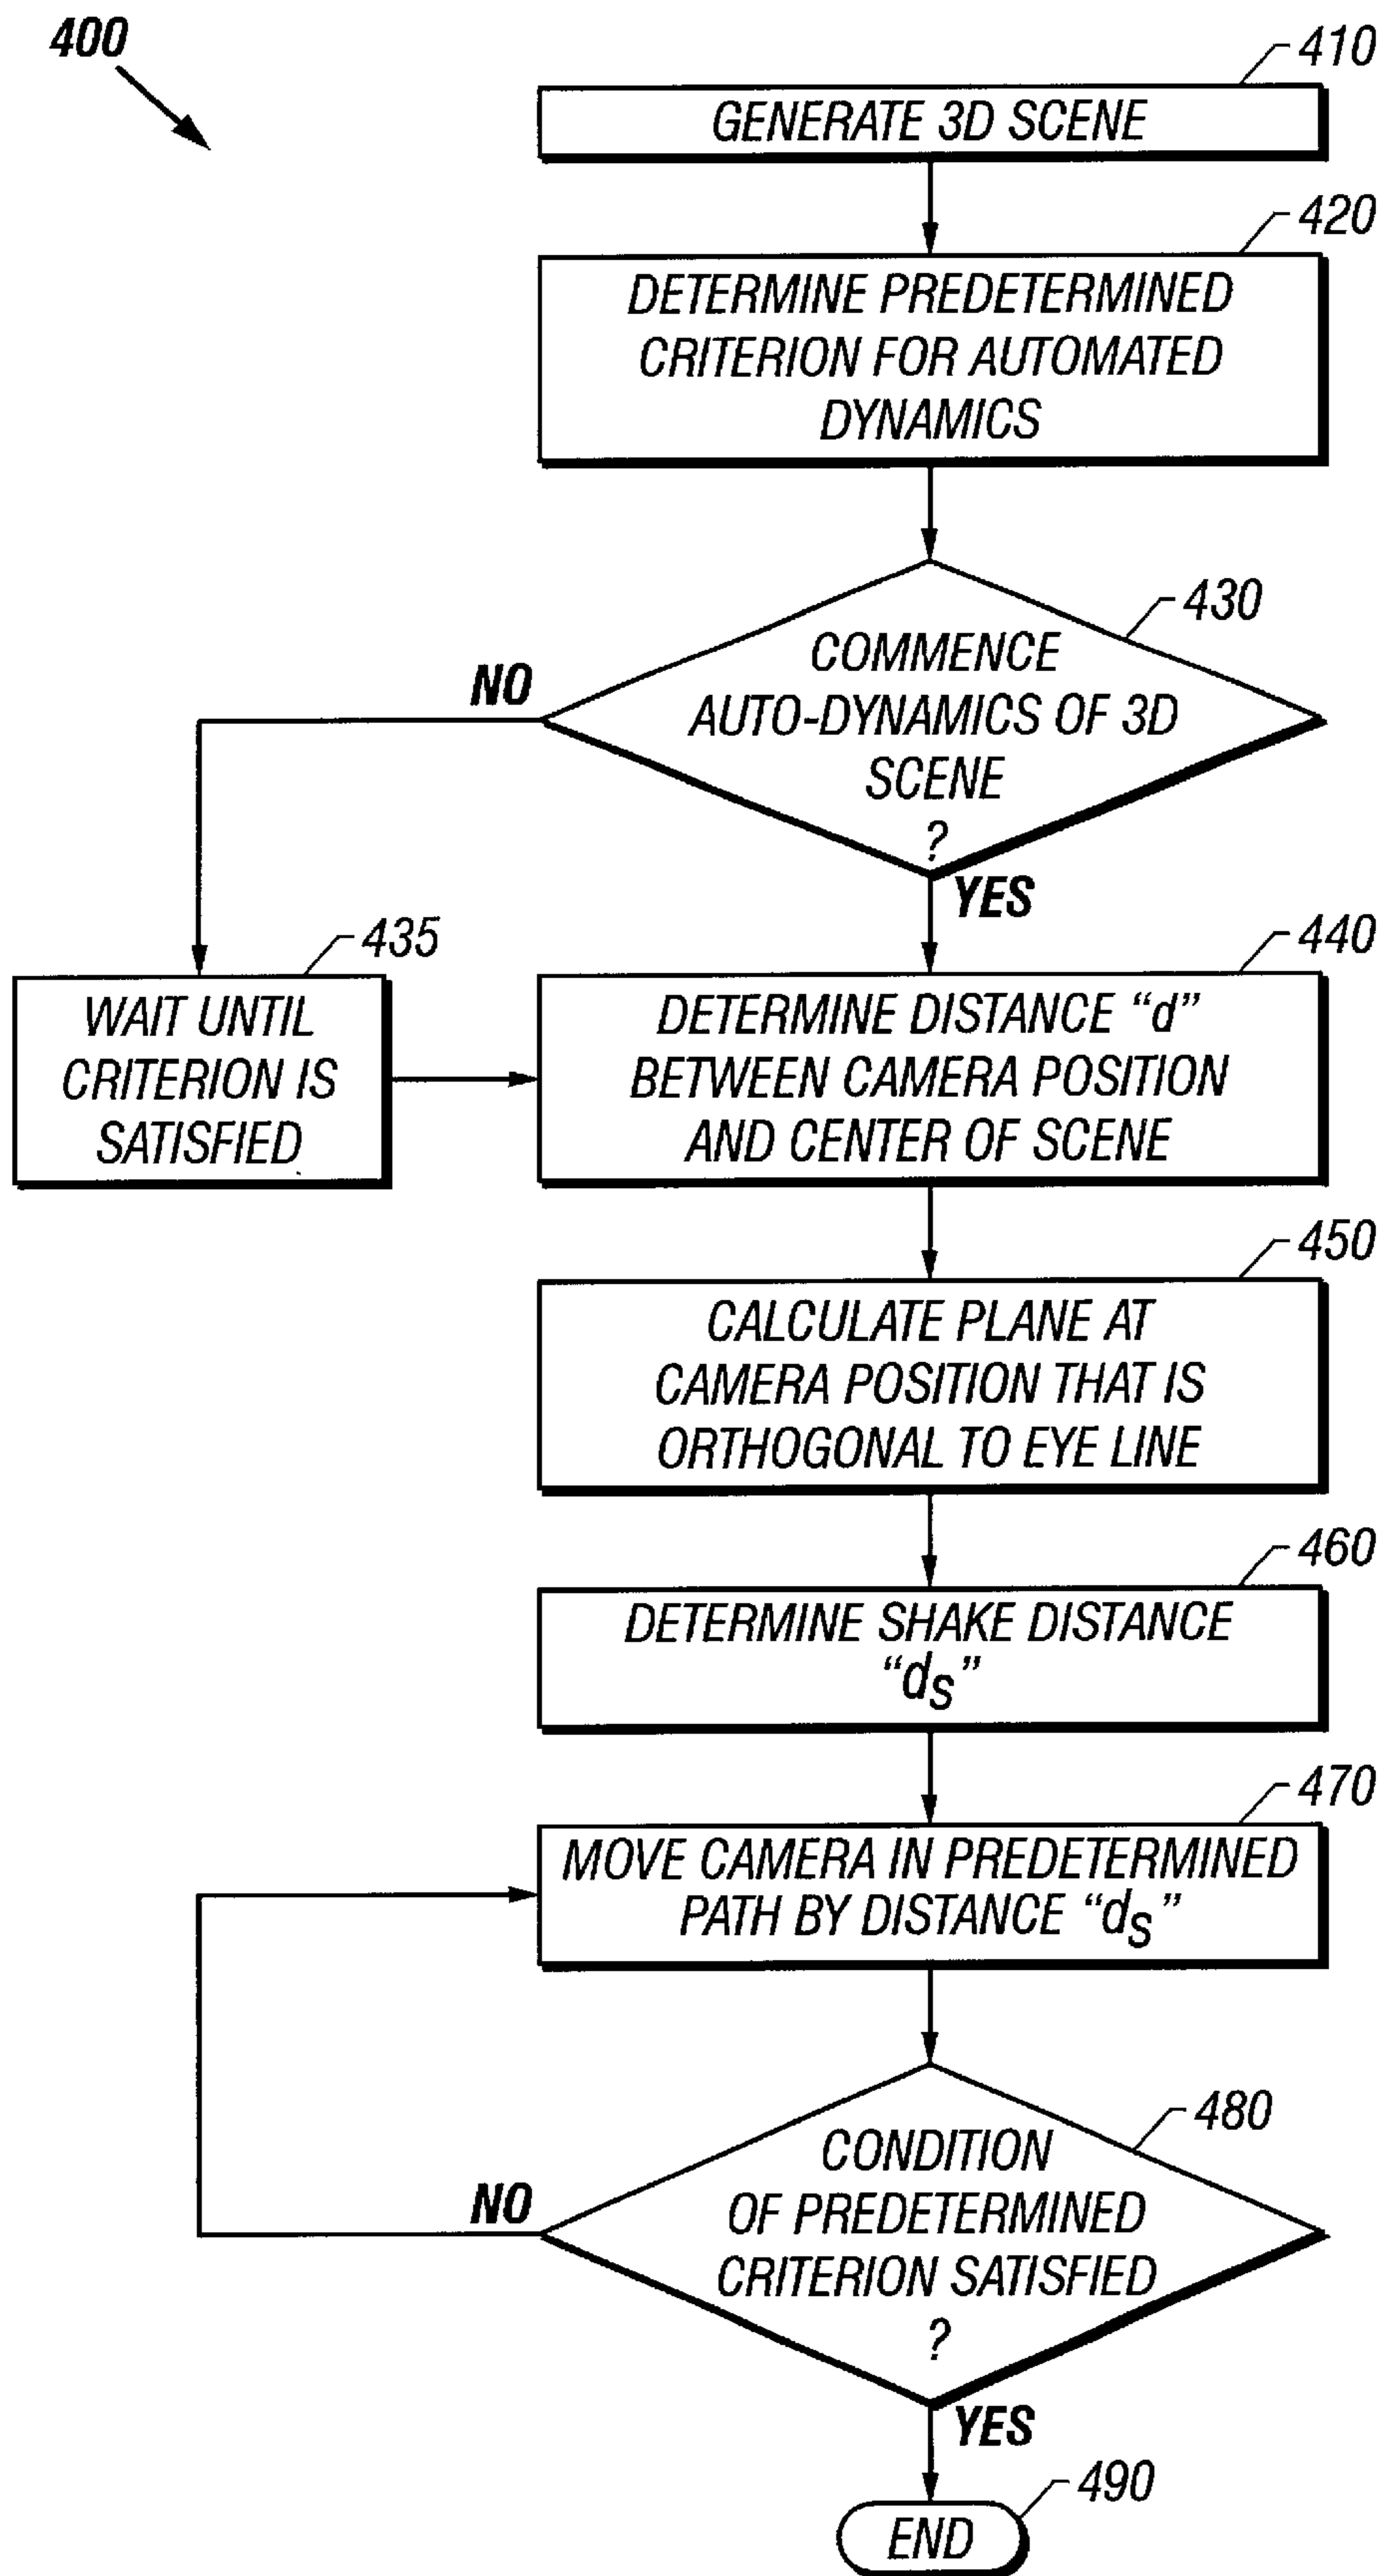 400
410
GENERATE 3D SCENE
420
DETERMINE PREDETERMINED
CRITERION FOR AUTOMATED
DYNAMICS
430
COMMENCE
AUTO-DYNAMICS OF 3D
SCENE
?
NO
YES
435
WAIT UNTIL
CRITERION IS
SATISFIED
440
DETERMINE DISTANCE “d”
BETWEEN CAMERA POSITION
AND CENTER OF SCENE
450
CALCULATE PLANE AT
CAMERA POSITION THAT IS
ORTHOGONAL TO EYE LINE
460
DETERMINE SHAKE DISTANCE
“ds”
470
MOVE CAMERA IN PREDETERMINED
PATH BY DISTANCE “ds”
480
CONDITION
OF PREDETERMINED
CRITERION SATISFIED
?
NO
YES
490
END